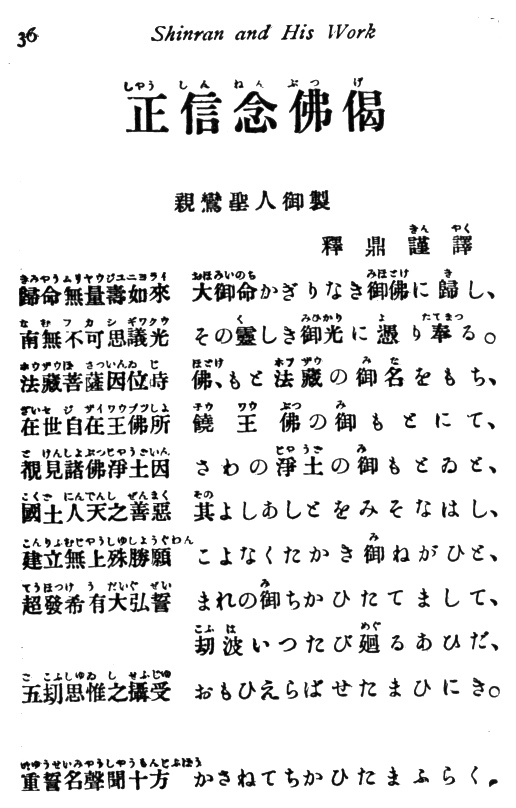 36 Shinran and His Work
正信念佛偈
親鸞聖人御製
釋鼎謹譯
歸命無量壽如來 大御命かぎりなき御佛に歸し、
南無不可思議光 その靈しき御光に憑り奉る。
法藏菩薩因位時 佛、もと法藏の御名をもち、
在世自在王佛所 饒王佛の御もとにて、
覩見諸佛淨土因 さわの淨土の御もとゐと、
國土人天之善惡 其よしあしとをみそなはし、
建立無上殊勝願 こよなくたかき御ねがひと、
超發希有大弘誓 まれの御ちかひたてまして、
刧波いつたび廻るあひだ、
五刧思惟之攝受 おもひえらばせたまひにき。
重誓名聲聞十方 かさねてちかひたまふらく。